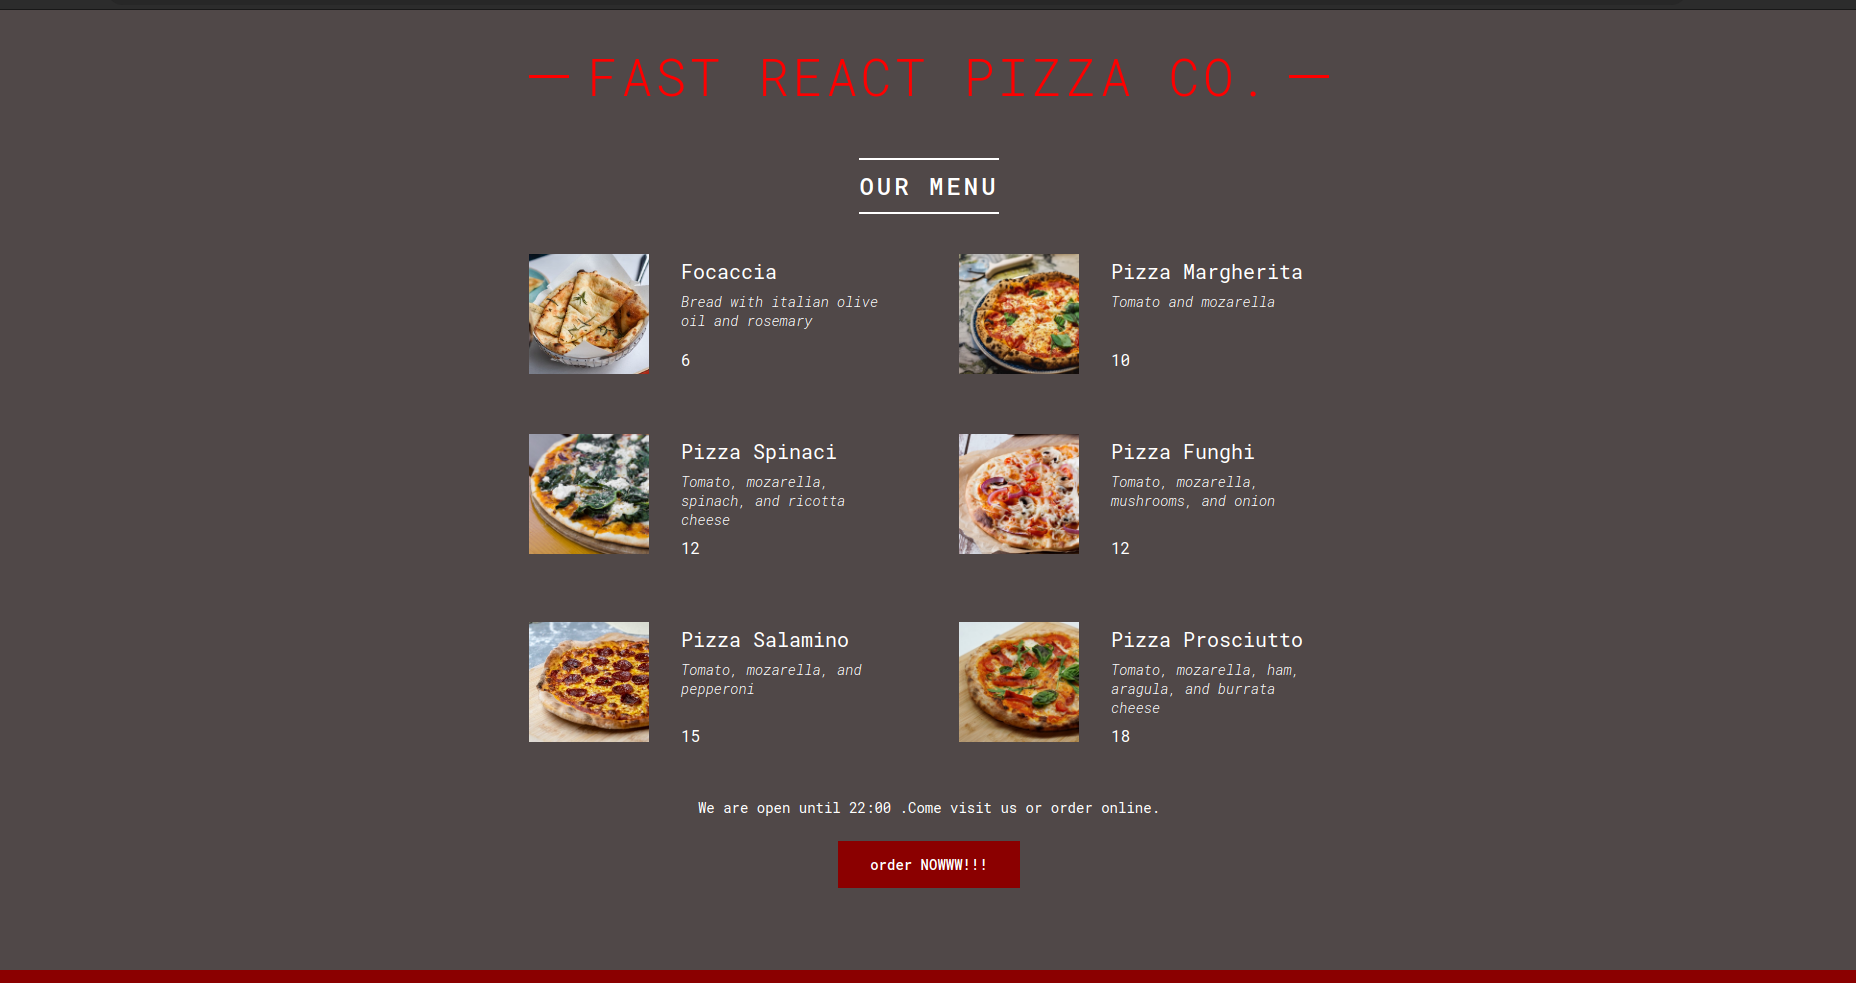 FAST REACT PIZZA CO.
OUR MENU
Focaccia
Bread with italian olive
oil and rosemary
6
Pizza Margherita
Tomato and mozarella
10
Pizza Spinaci
Tomato, mozarella,
spinach, and ricotta
cheese
12
Pizza Funghi
Tomato, mozarella,
mushrooms, and onion
12
Pizza Salamino
Tomato, mozarella, and
pepperoni
15
Pizza Prosciutto
Tomato, mozarella, ham,
aragula, and burrata
cheese
18
We are open until 22:00 .Come visit us or order online.
order NOWWW!!!